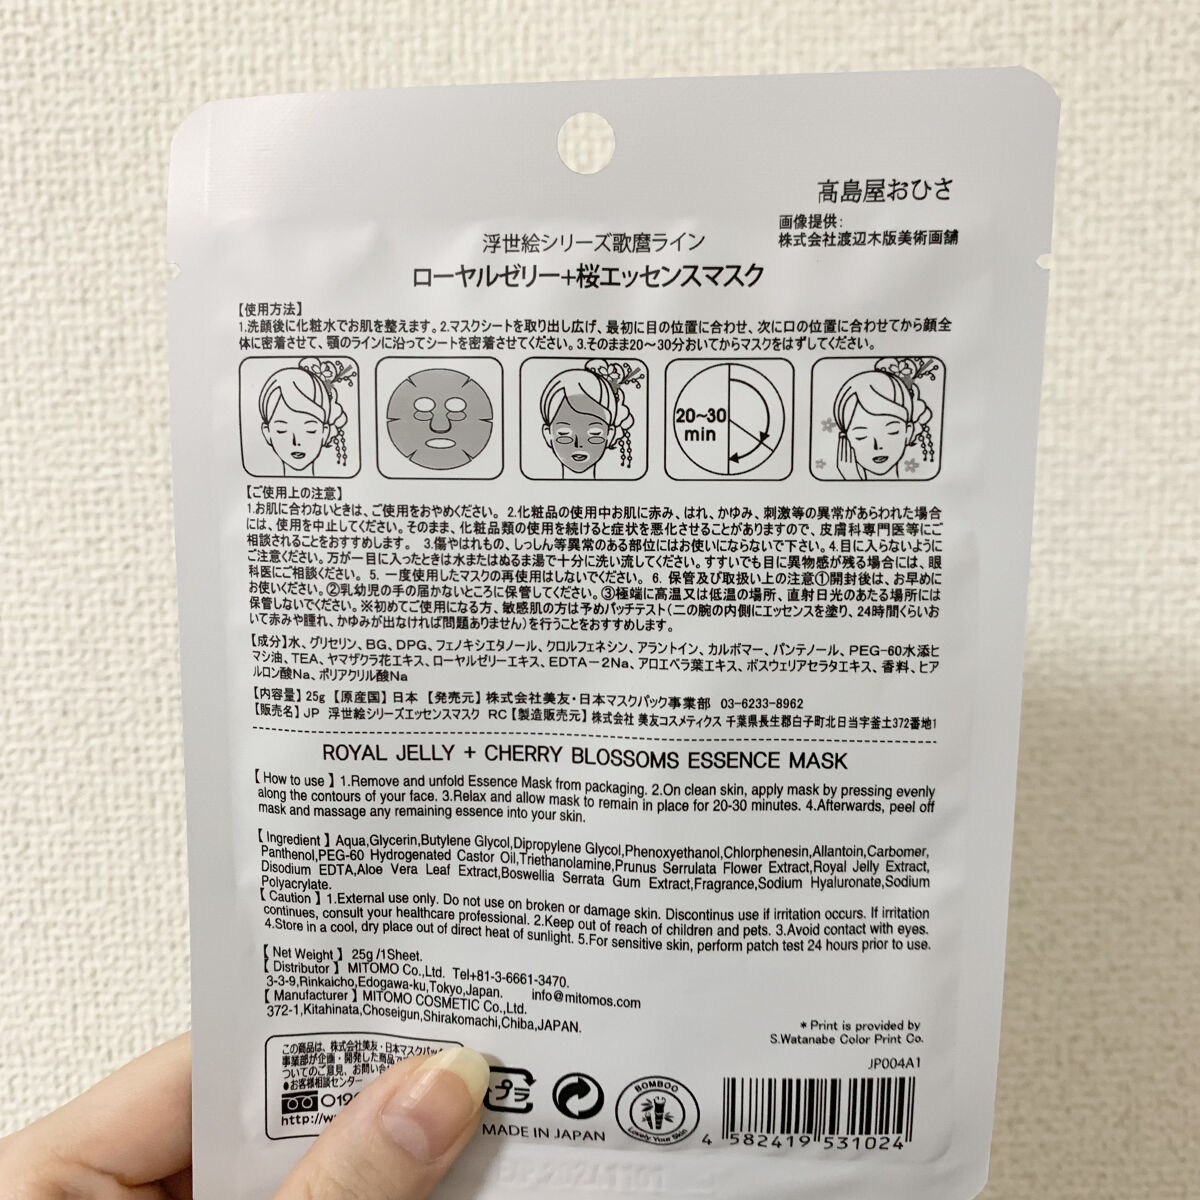 高島屋おひさ
画像提供:
株式会社渡辺木版美術画舗
浮世絵シリーズ歌麿ライン
ローヤルゼリー+桜エッセンスマスク
【使用方法】
1.洗顔後に化粧水でお肌を整えます。2.マスクシートを取り出し広げ、最初に目の位置に合わせ、次に口の位置に合わせてから顔全
体に密着させて、顎のラインに沿ってシートを密着させてください。3.そのまま20～30分おいてからマスクをはずしてください。
20~30
min
【ご使用上の注意】
1.お肌に合わないときは、ご使用をおやめください。2.化粧品の使用中お肌に赤み、はれ、かゆみ、刺激等の異常があらわれた場合
には、使用を中止してください。そのまま、化粧品類の使用を続けると症状を悪化させることがありますので、皮膚科専門医等にご
相談されることをおすすめします。 3.傷やはれもの、しっしん等異常のある部位にはお使いにならないで下さい。4.目に入らないように
ご注意ください。万が一目に入ったときは水またはぬるま湯で十分に洗い流してください。すすいでも目に異物感が残る場合には、眼
科医にご相談ください。5. 一度使用したマスクの再使用はしないでください。6. 保管及び取扱い上の注意①開封後は、お早めに
お使いください。②乳幼児の手の届かないところに保管してください。③極端に高温又は低温の場所、直射日光のあたる場所には
保管しないでください。※初めてご使用になる方、敏感肌の方は予めパッチテスト(二の腕の内側にエッセンスを塗り、24時間くらいお
いて赤みや腫れ、かゆみが出なければ問題ありません)を行うことをおすすめします。
【成分】水、グリセリン、BG、DPG、フェノキシエタノール、クロルフェネシン、アラントイン、カルボマー、パンテノール、PEG-60水添ヒ
マシ油、TEA、ヤマザクラ花エキス、ローヤルゼリーエキス、EDTA－2Na、アロエベラ葉エキス、ボスウェリアセラタエキス、香料、ヒア
ルロン酸Na、ポリアクリル酸Na
【内容量】25g【原産国】日本【発売元】株式会社美友・日本マスクパック事業部 03-6233-8962
【販売名】JP 浮世絵シリーズエッセンスマスク RC【製造販売元】株式会社 美友コスメティクス 千葉県長生郡白子町北日当字釜土372番地1
ROYAL JELLY + CHERRY BLOSSOMS ESSENCE MASK
【How to use】1.Remove and unfold Essence Mask from packaging. 2.On clean skin, apply mask by pressing evenly
along the contours of your face. 3.Relax and allow mask to remain in place for 20-30 minutes. 4.Afterwards, peel off
mask and massage any remaining essence into your skin.
【Ingredient】Aqua,Glycerin,Butylene Glycol,Dipropylene Glycol,Phenoxyethanol,Chlorphenesin,Allantoin,Carbomer,
Panthenol,PEG-60 Hydrogenated Castor Oil,Triethanolamine,Prunus Serrulata Flower Extract,Royal Jelly Extract,
Disodium EDTA,Aloe Vera Leaf Extract,Boswellia Serrata Gum Extract,Fragrance,Sodium Hyaluronate,Sodium
Polyacrylate.
【Caution】1.External use only. Do not use on broken or damage skin. Discontinus use if irritation occurs. If irritation
continues, consult your healthcare professional. 2.Keep out of reach of children and pets. 3.Avoid contact with eyes.
4.Store in a cool, dry place out of direct heat of sunlight. 5.For sensitive skin, perform patch test 24 hours prior to use.
【Net Weight】25g /1Sheet.
【Distributor】MITOMO Co.,Ltd. Tel+81-3-6661-3470.
3-3-9,Rinkaicho,Edogawa-ku,Tokyo,Japan. info@mitomos.com
【Manufacturer】MITOMO COSMETIC Co.,Ltd.
372-1,Kitahinata,Choseigun,Shirakomachi,Chiba,JAPAN.
* Print is provided by
S.Watanabe Color Print Co.
JP004A1
この商品は、株式会社美友・日本マスクパック
事業部が企画・開発した商品で
ついてのご意見、お問い合
●お客様相談センター
http://w
プラ
MADE IN JAPAN
BOMBOO
Lovely Your Skin
4 582419 531024